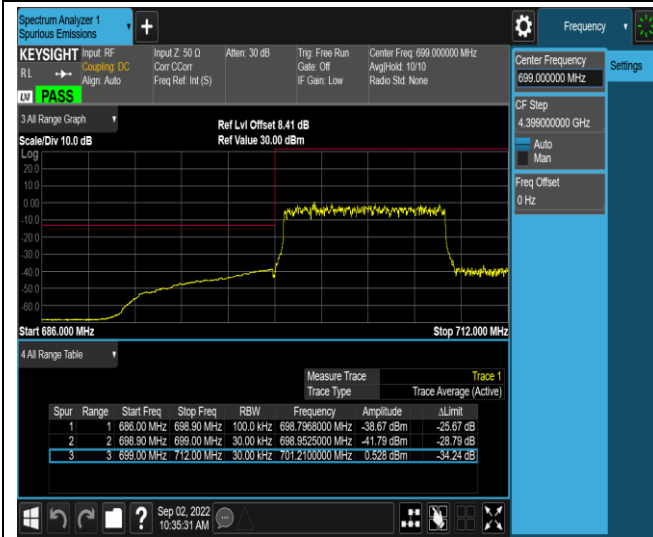 Spectrum Analyzer 1
Spurious Emissions
Frequency
KEYSIGHT
RL
Input: RF
Coupling: DC
Align: Auto
Input Z: 50 Ω
Corr CCorr
Freq Ref: Int (S)
Atten: 30 dB
Trig: Free Run
Gate: Off
IF Gain: Low
Center Freq: 699.000000 MHz
Avg|Hold: 10/10
Radio Std: None
LXI PASS
Center Frequency
699.000000 MHz
Settings
CF Step
4.399000000 GHz
Auto
Man
Freq Offset
0 Hz
3 All Range Graph
Scale/Div 10.0 dB
Ref Lvl Offset 8.41 dB
Ref Value 30.00 dBm
Log
20.0
10.0
0.00
-10.0
-20.0
-30.0
-40.0
-50.0
-60.0
Start 686.000 MHz Stop 712.000 MHz
4 All Range Table
Measure Trace Trace 1
Trace Type Trace Average (Active)
Spur Range Start Freq Stop Freq RBW Frequency Amplitude ΔLimit
1 1 686.00 MHz 698.90 MHz 100.0 kHz 698.7968000 MHz -38.67 dBm -25.67 dB
2 2 698.90 MHz 699.00 MHz 30.00 kHz 698.9525000 MHz -41.79 dBm -28.79 dB
3 3 699.00 MHz 712.00 MHz 30.00 kHz 701.2100000 MHz 0.528 dBm -34.24 dB
Sep 02, 2022
10:35:31 AM